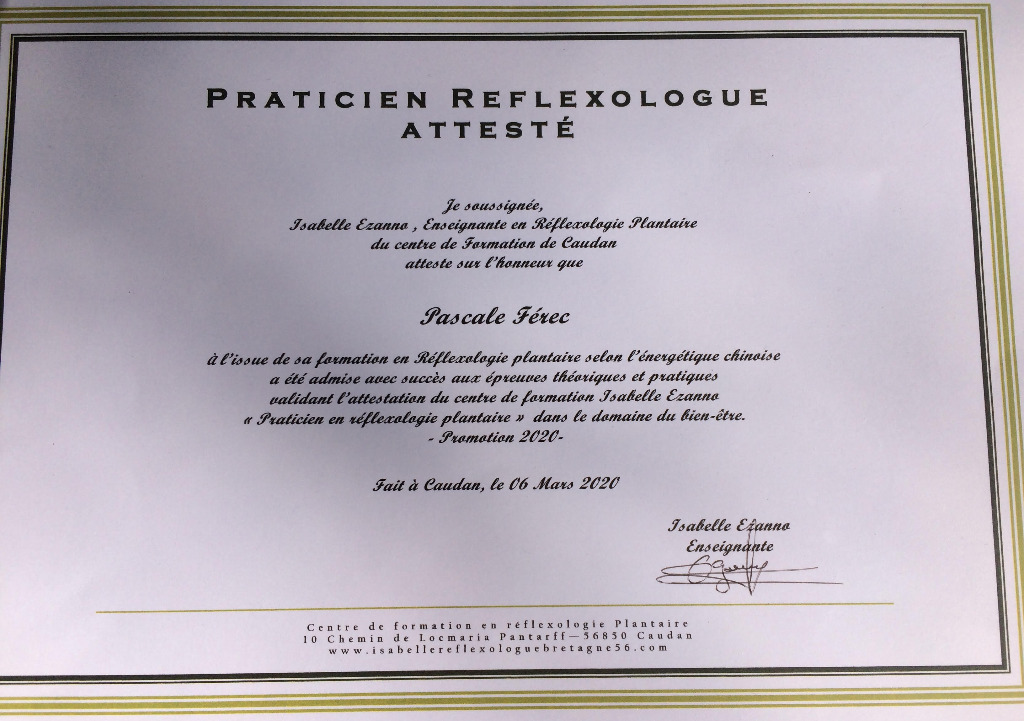 PRATICIEN REFLEXOLOGUE
ATTESTÉ
Je soussignée,
Isabelle Ezanno , Enseignante en Réflexologie Plantaire
du centre de Formation de Caudan
atteste sur l'honneur que
Pascale Férec
à l'issue de sa formation en Réflexologie plantaire selon l'énergétique chinoise
a été admise avec succès aux épreuves théoriques et pratiques
validant l'attestation du centre de formation Isabelle Ezanno
« Praticien en réflexologie plantaire » dans le domaine du bien-être.
- Promotion 2020-
Fait à Caudan, le 06 Mars 2020
Isabelle Ezanno
Enseignante
Centre de formation en réflexologie Plantaire
10 Chemin de Locmaria Pantarff—56850 Caudan
www.isabellereflexologuebretagne56.com